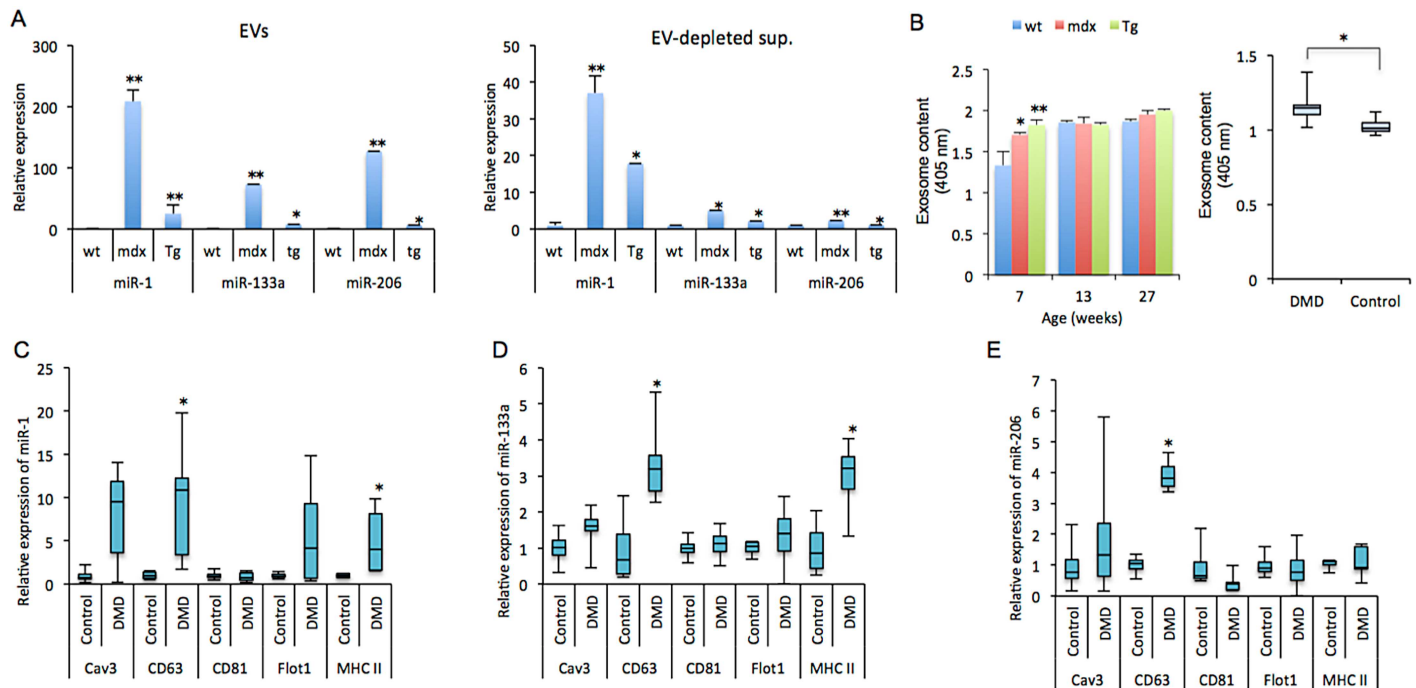 A
EVs
Relative expression
300
200
100
0
**
**
**
*
**
*
wt mdx Tg wt mdx tg wt mdx tg
miR-1 miR-133a miR-206
EV-depleted sup.
Relative expression
50
40
30
20
10
0
**
*
*
*
**
*
wt mdx Tg wt mdx tg wt mdx tg
miR-1 miR-133a miR-206
B
wt mdx Tg
Exosome content
(405 nm)
2.5
2
1.5
1
0.5
0
*
**
7 13 27
Age (weeks)
Exosome content
(405 nm)
1.5
1
0.5
0
*
DMD Control
C
Relative expression of miR-1
25
20
15
10
5
0
*
*
Control DMD Control DMD Control DMD Control DMD Control DMD
Cav3 CD63 CD81 Flot1 MHC II
D
Relative expression of miR-133a
6
5
4
3
2
1
0
*
*
Control DMD Control DMD Control DMD Control DMD Control DMD
Cav3 CD63 CD81 Flot1 MHC II
E
Relative expression of miR-206
7
6
5
4
3
2
1
0
*
Control DMD Control DMD Control DMD Control DMD Control DMD
Cav3 CD63 CD81 Flot1 MHC II